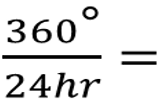 360°
24hr =